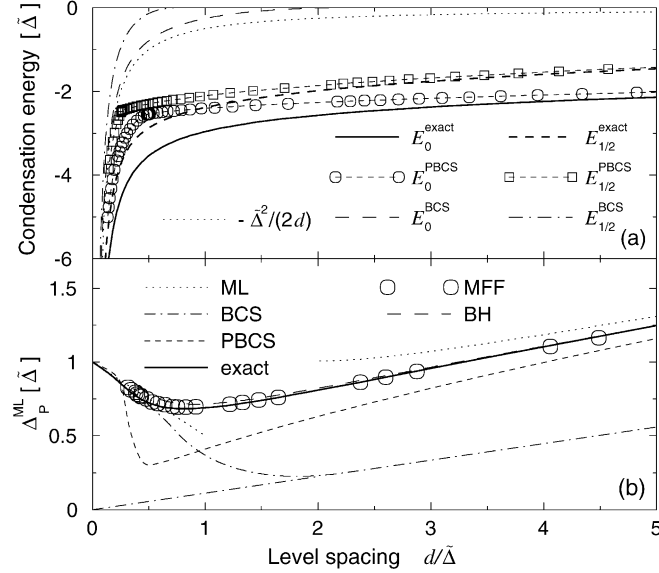 (a)
Condensation energy [ Δ̃ ]
0
-2
-4
-6
E_0^exact
E_1/2^exact
E_0^PBCS
E_1/2^PBCS
E_0^BCS
E_1/2^BCS
- Δ̃²/(2d)
(b)
Δ_P^ML [ Δ̃ ]
1.5
1
0.5
0
ML
MFF
BCS
BH
PBCS
exact
0 1 2 3 4 5
Level spacing d/Δ̃